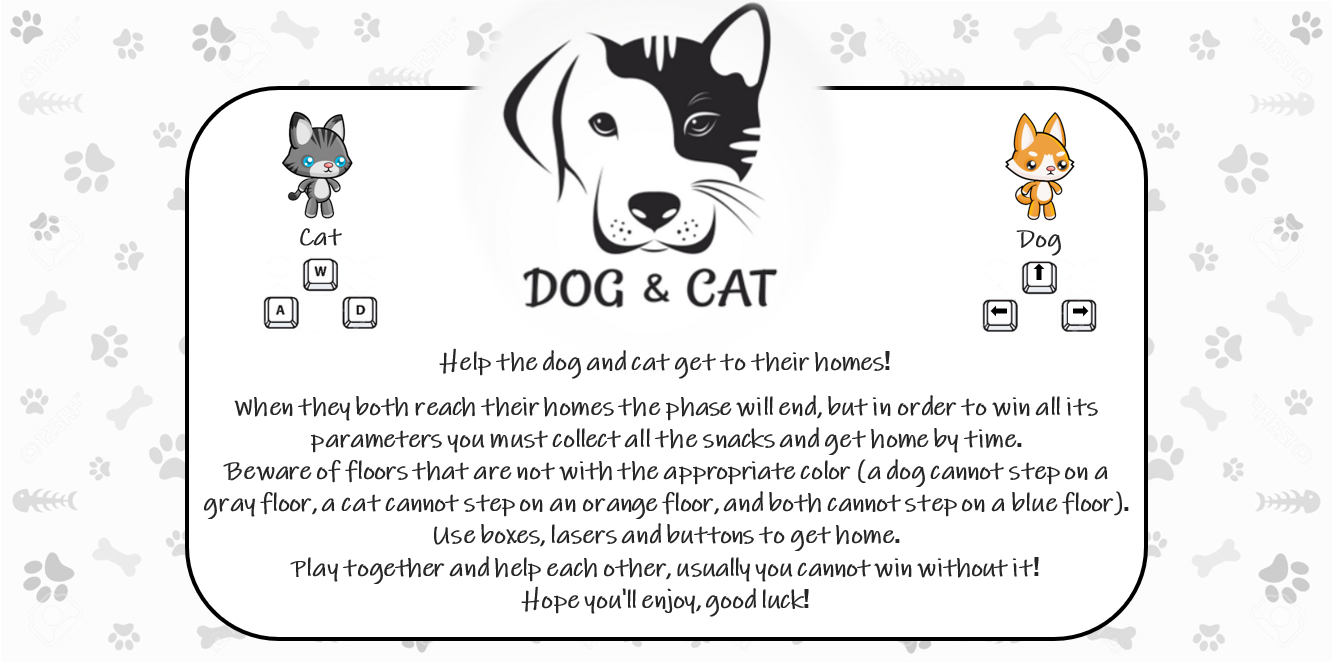 Cat
W
A D
DOG & CAT
Dog
Help the dog and cat get to their homes!
When they both reach their homes the phase will end, but in order to win all its
parameters you must collect all the snacks and get home by time.
Beware of floors that are not with the appropriate color (a dog cannot step on a
gray floor, a cat cannot step on an orange floor, and both cannot step on a blue floor).
Use boxes, lasers and buttons to get home.
Play together and help each other, usually you cannot win without it!
Hope you'll enjoy, good luck!